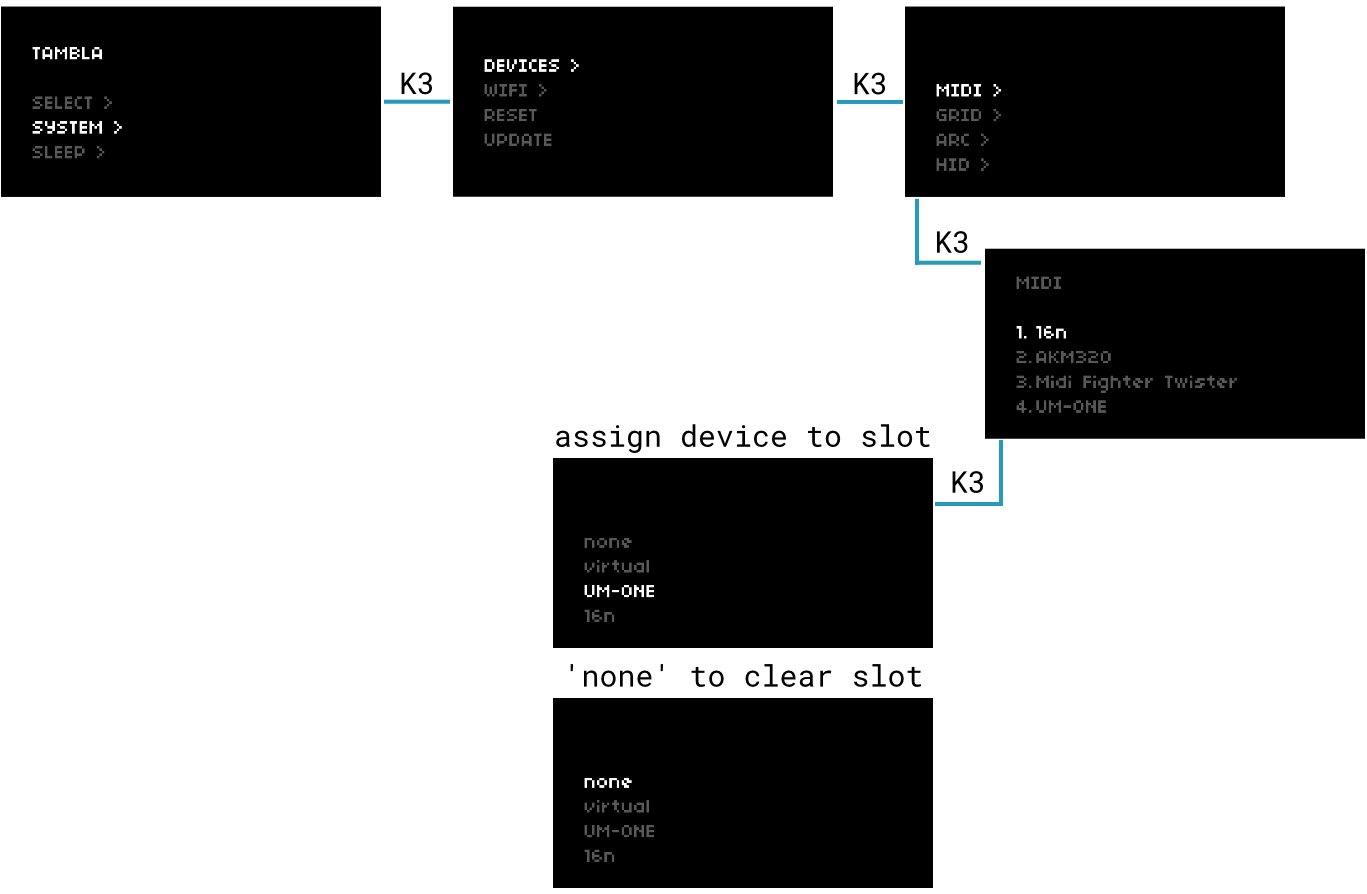 TAMBLA
SELECT >
SYSTEM >
SLEEP >
K3
DEVICES >
WIFI >
RESET
UPDATE
K3
MIDI >
GRID >
ARC >
HID >
K3
MIDI
1. 16n
2.AKM320
3.Midi Fighter Twister
4.UM-ONE
K3
assign device to slot
none
virtual
UM-ONE
16n
'none' to clear slot
none
virtual
UM-ONE
16n